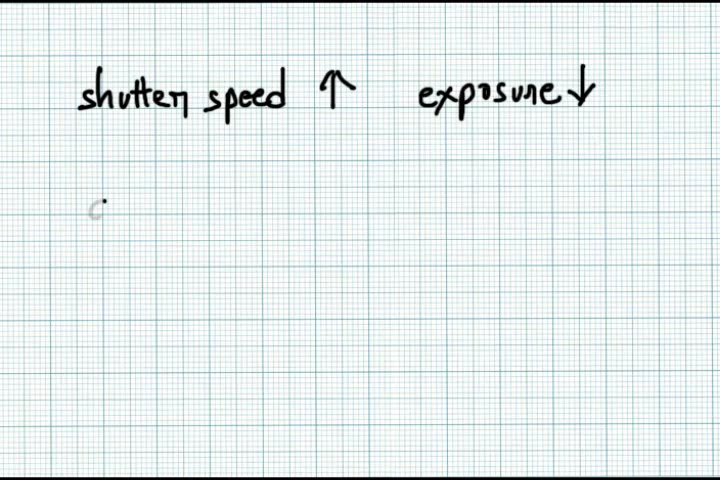 shutter speed ↑ exposure ↓